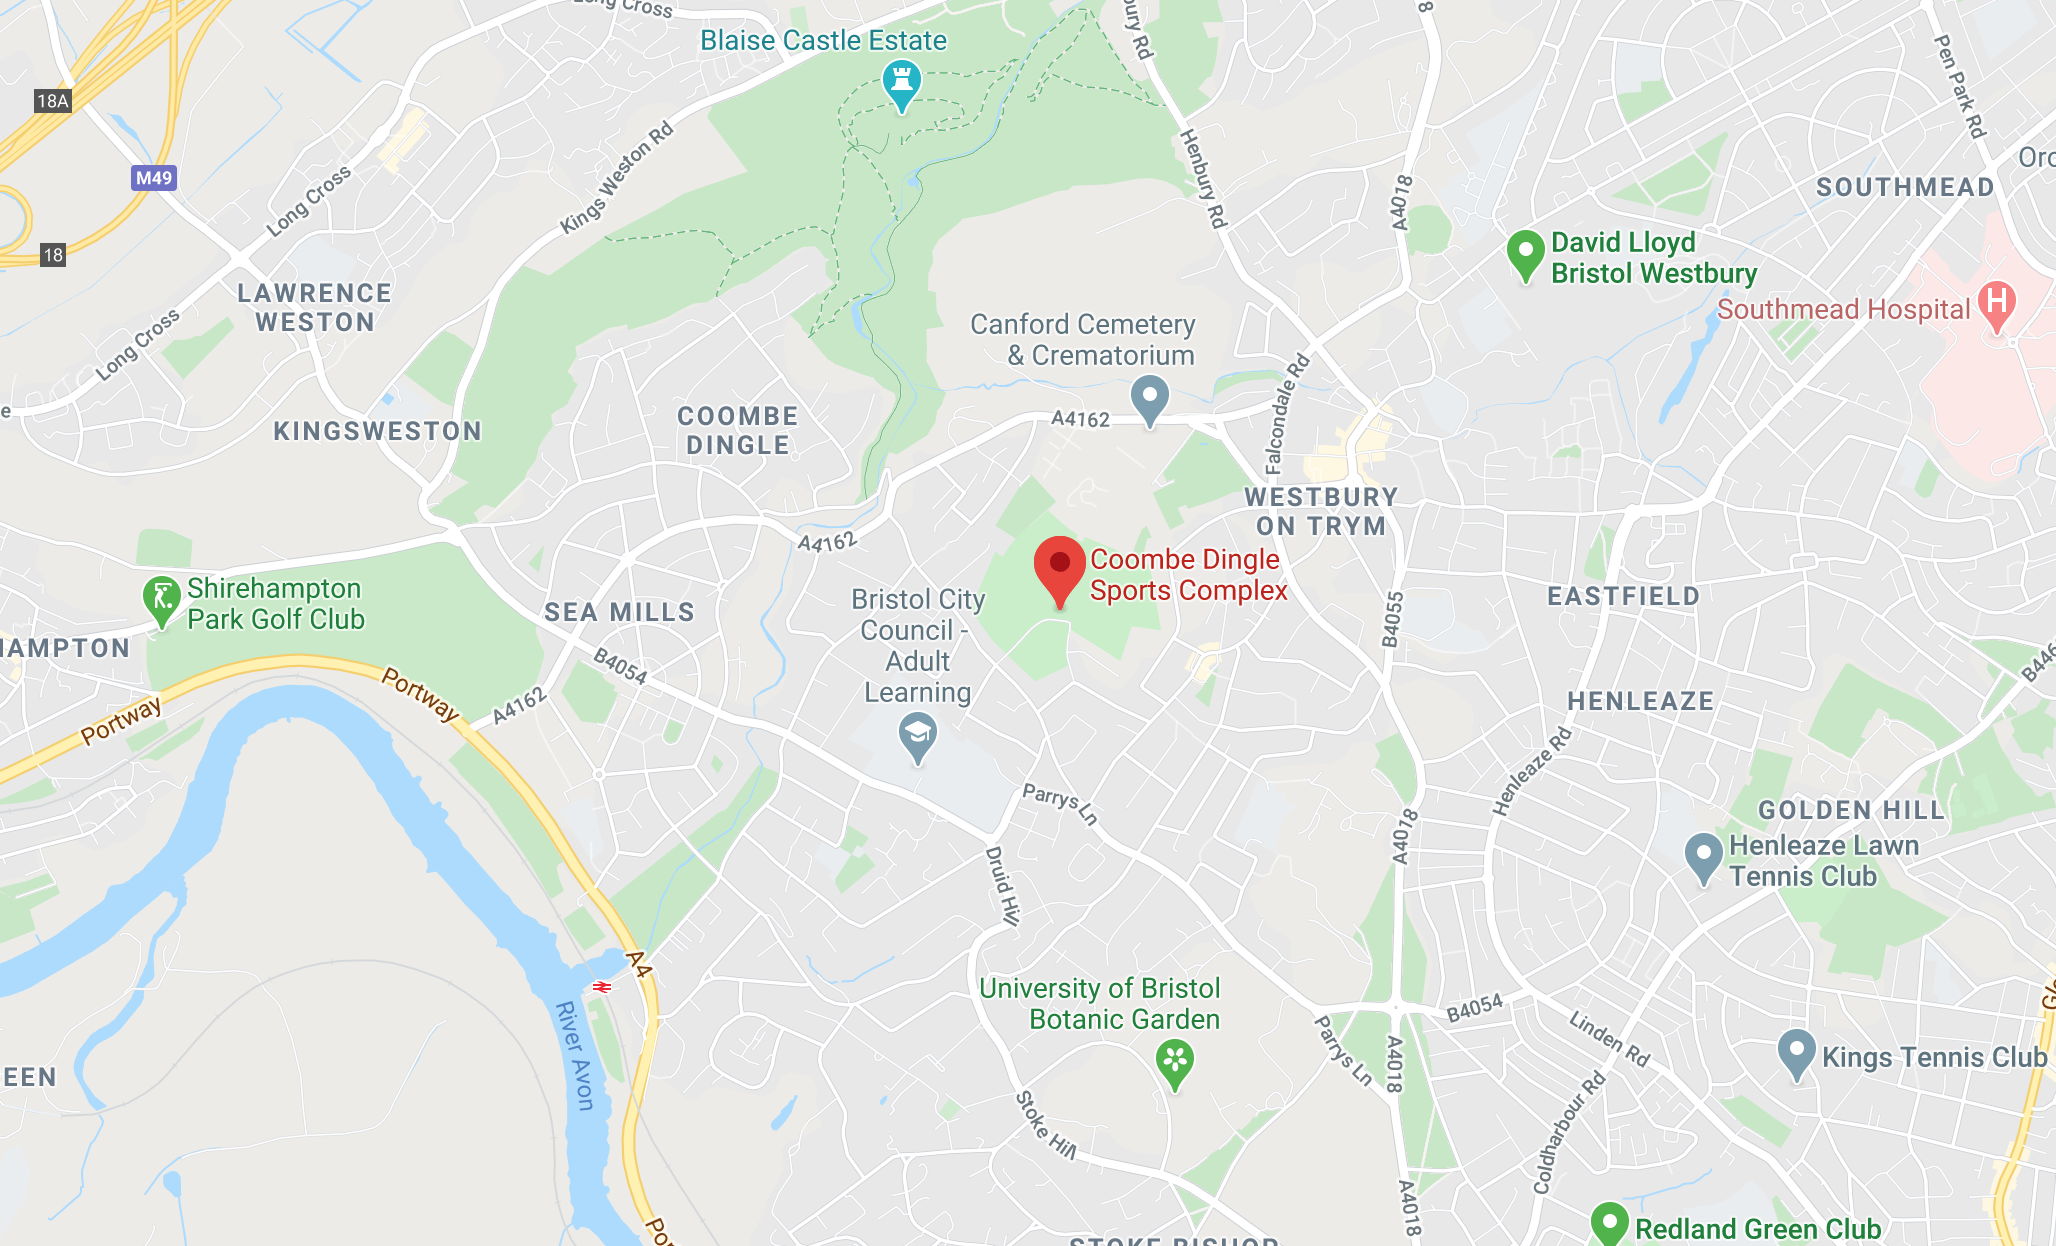 Long Cross
8
bury Rd
Blaise Castle Estate
Pen Park Rd
18A
Kings Weston Rd
Henbury Rd
M49
Long Cross
A4018
SOUTHMEAD
18
David Lloyd
Bristol Westbury
LAWRENCE
WESTON
Southmead Hospital
H
Canford Cemetery
& Crematorium
Long Cross
Falcondale Rd
e
COOMBE
DINGLE
A4162
KINGSWESTON
WESTBURY
ON TRYM
A4162
Coombe Dingle
Sports Complex
Shirehampton
Park Golf Club
Bristol City
Council -
Adult
Learning
EASTFIELD
SEA MILLS
B4055
HAMPTON
B4054
B446
Portway
Portway
A4162
HENLEAZE
Henleaze Rd
Parrys Ln
GOLDEN HILL
A4018
Henleaze Lawn
Tennis Club
Druid Hill
A4
University of Bristol
Botanic Garden
B4054
River Avon
Parrys Ln
A4018
Linden Rd
Kings Tennis Club
EEN
Stoke Hill
Coldharbour Rd
A4018
Redland Green Club
STOKE BISHOP